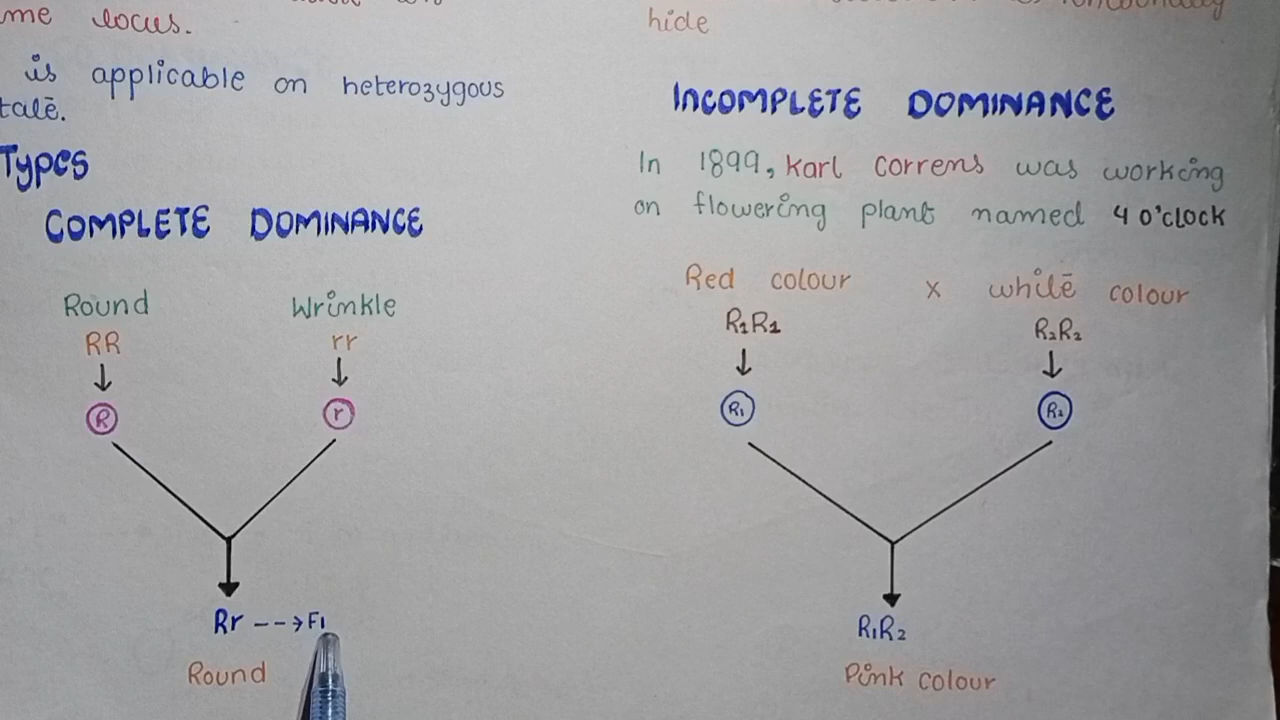 me locus.
is applicable on heterozygous
tatē.
Types
COMPLETE DOMINANCE
Round Wrinkle
RR rr
R r
Rr --→ F1
Round
hide
INCOMPLETE DOMINANCE
In 1899, Karl Correns was working
on flowering plant named 4 o'clock
Red colour x whitē colour
R1R1 R2R2
R1 R2
R1R2
Pink colour